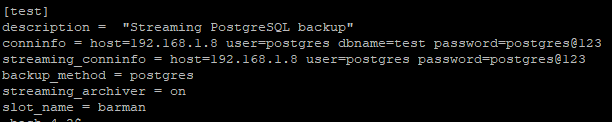 [test]
description =  "Streaming PostgreSQL backup"
conninfo = host=192.168.1.8 user=postgres dbname=test password=postgres@123
streaming_conninfo = host=192.168.1.8 user=postgres password=postgres@123
backup_method = postgres
streaming_archiver = on
slot_name = barman